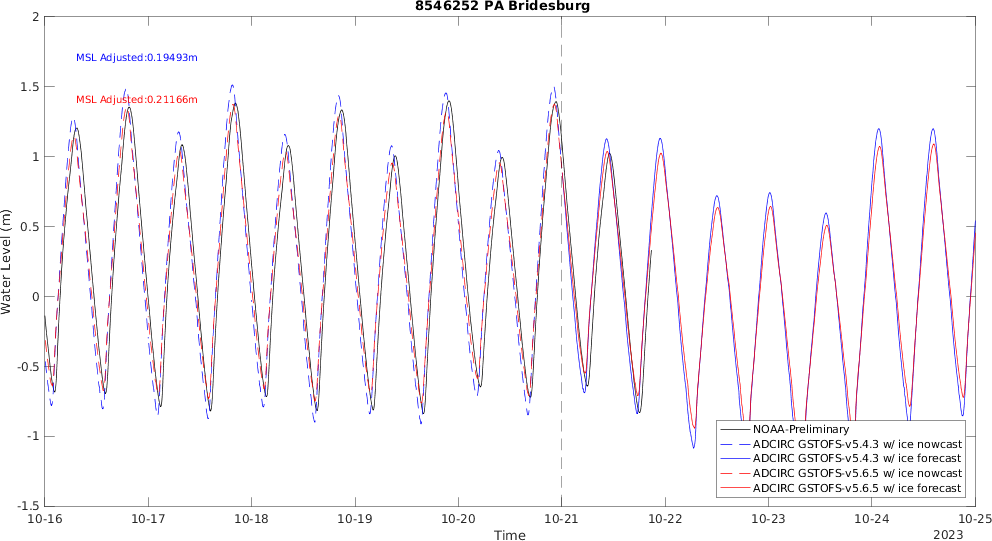 8546252 PA Bridesburg
MSL Adjusted:0.19493m
MSL Adjusted:0.21166m
Water Level (m)
2
1.5
1
0.5
0
-0.5
-1
-1.5
10-16 10-17 10-18 10-19 10-20 10-21 10-22 10-23 10-24 10-25
Time
2023
NOAA-Preliminary
ADCIRC GSTOFS-v5.4.3 w/ ice nowcast
ADCIRC GSTOFS-v5.4.3 w/ ice forecast
ADCIRC GSTOFS-v5.6.5 w/ ice nowcast
ADCIRC GSTOFS-v5.6.5 w/ ice forecast